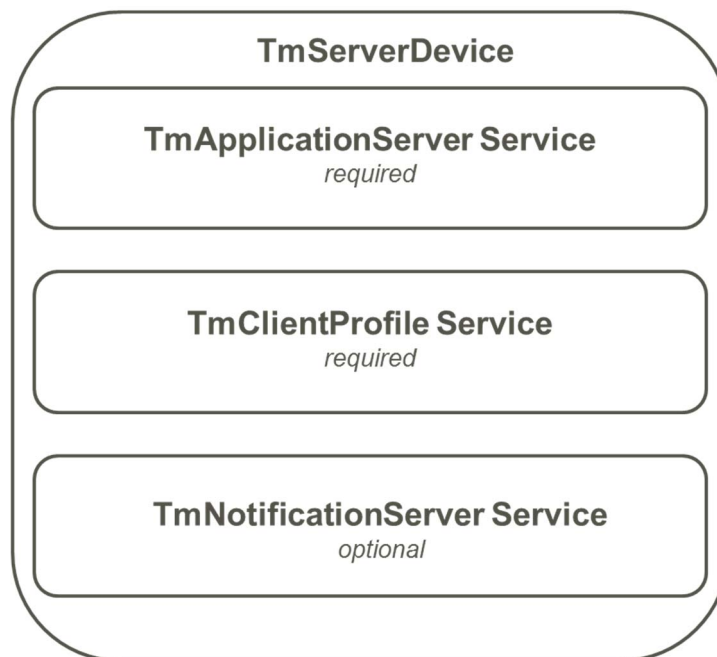 TmServerDevice
TmApplicationServer Service
required
TmClientProfile Service
required
TmNotificationServer Service
optional